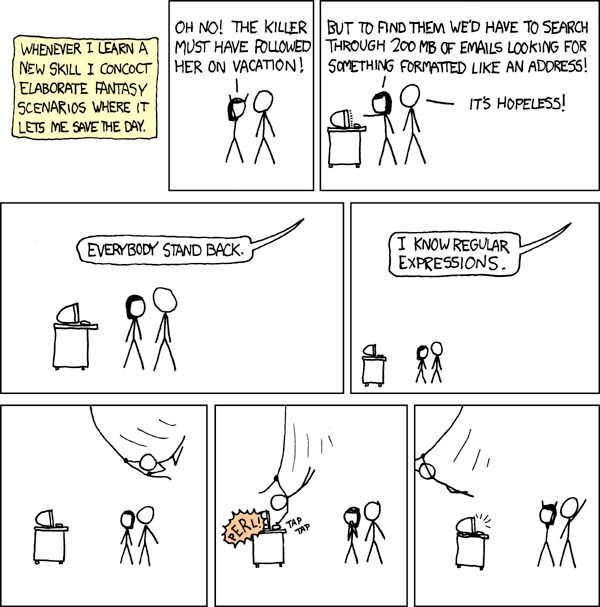 WHENEVER I LEARN A
NEW SKILL I CONCOCT
ELABORATE FANTASY
SCENARIOS WHERE IT
LETS ME SAVE THE DAY.
OH NO! THE KILLER
MUST HAVE FOLLOWED
HER ON VACATION!
BUT TO FIND THEM WE'D HAVE TO SEARCH
THROUGH 200 MB OF EMAILS LOOKING FOR
SOMETHING FORMATTED LIKE AN ADDRESS!
IT'S HOPELESS!
EVERYBODY STAND BACK.
I KNOW REGULAR
EXPRESSIONS.
PERL!
TAP
TAP